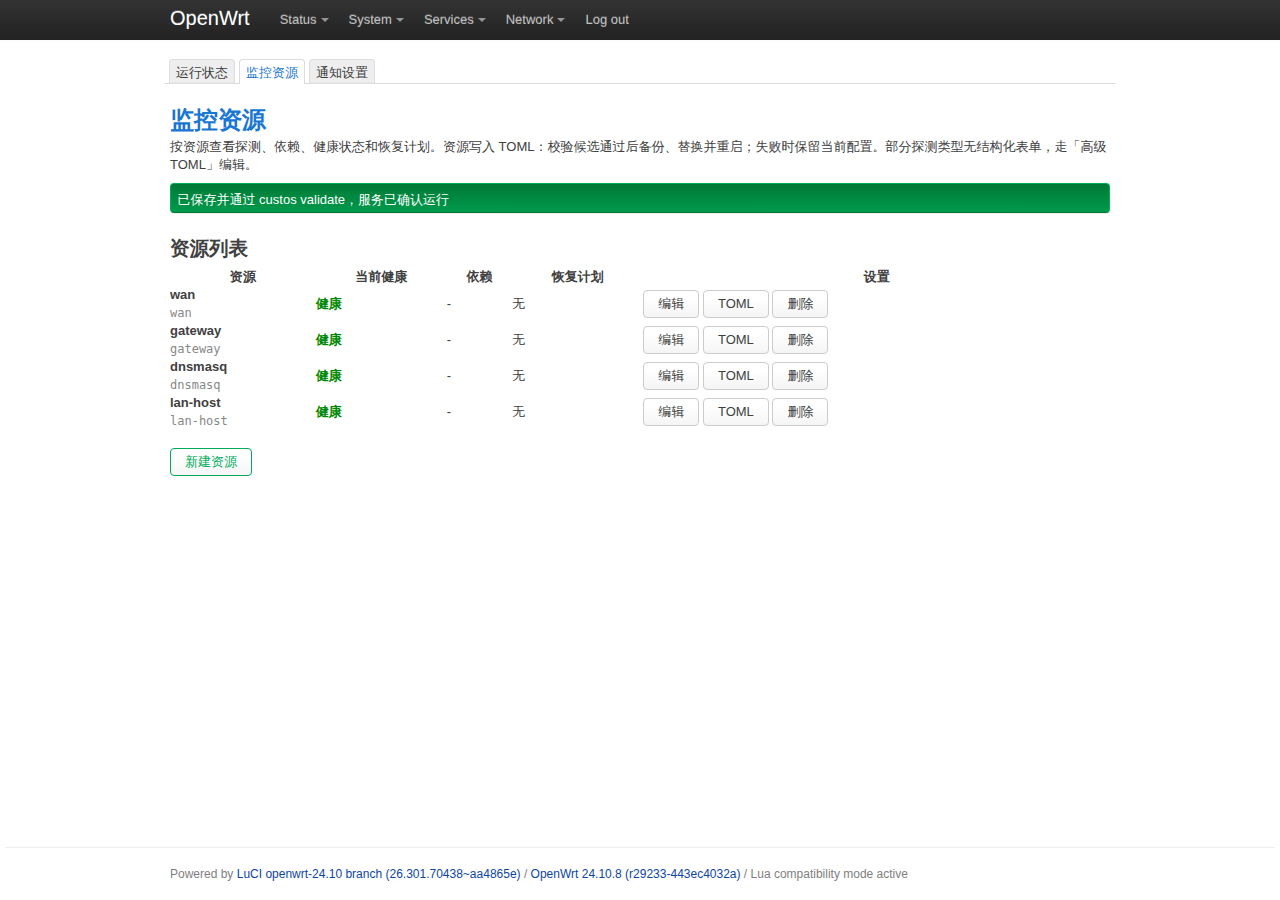 OpenWrt Status System Services Network Log out
运行状态 监控资源 通知设置
监控资源
按资源查看探测、依赖、健康状态和恢复计划。资源写入 TOML：校验候选通过后备份、替换并重启；失败时保留当前配置。部分探测类型无结构化表单，走「高级
TOML」编辑。
已保存并通过 custos validate，服务已确认运行
资源列表
资源 当前健康 依赖 恢复计划 设置
wan
wan 健康 - 无 编辑 TOML 删除
gateway
gateway 健康 - 无 编辑 TOML 删除
dnsmasq
dnsmasq 健康 - 无 编辑 TOML 删除
lan-host
lan-host 健康 - 无 编辑 TOML 删除
新建资源
Powered by LuCI openwrt-24.10 branch (26.301.70438~aa4865e) / OpenWrt 24.10.8 (r29233-443ec4032a) / Lua compatibility mode active